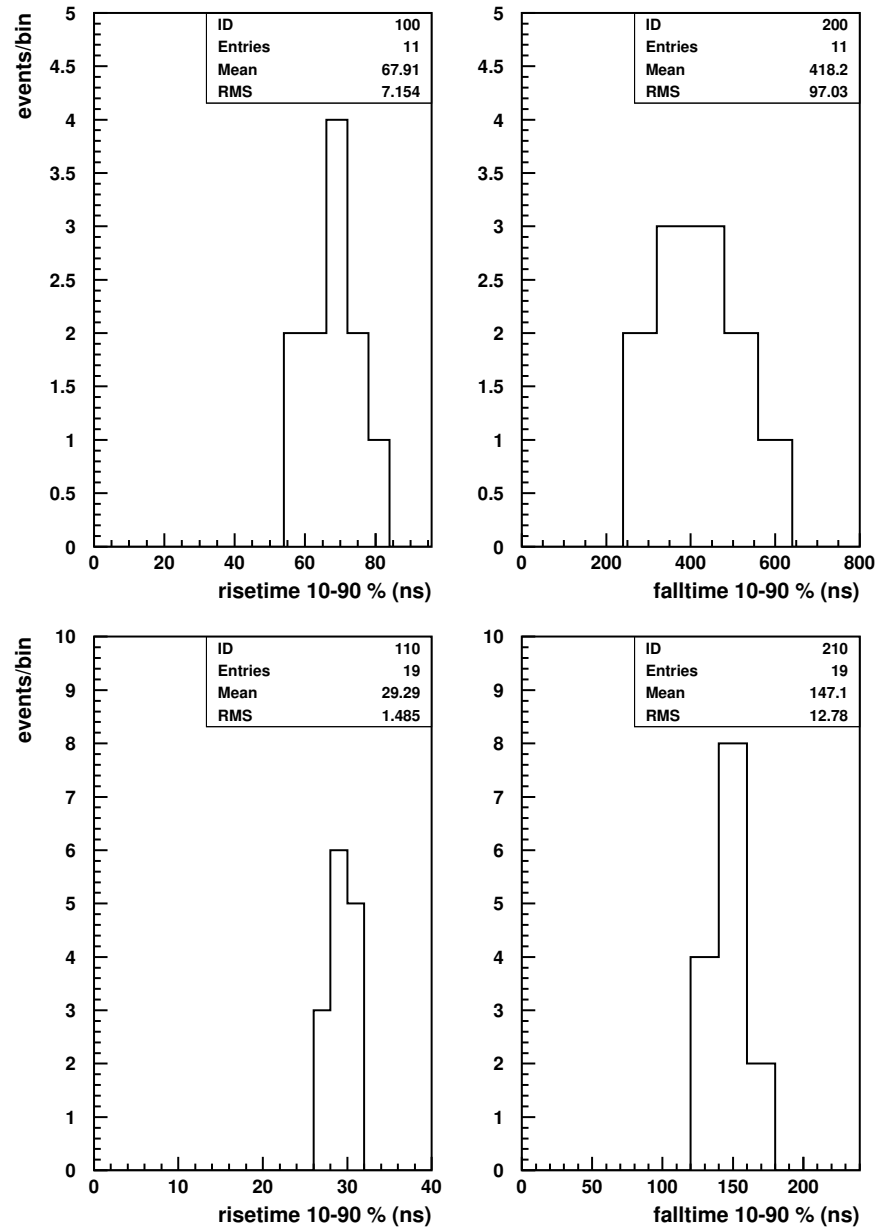 events/bin
ID 100
Entries 11
Mean 67.91
RMS 7.154
5
4.5
4
3.5
3
2.5
2
1.5
1
0.5
0
0 20 40 60 80
risetime 10-90 % (ns)
ID 200
Entries 11
Mean 418.2
RMS 97.03
5
4.5
4
3.5
3
2.5
2
1.5
1
0.5
0
0 200 400 600 800
falltime 10-90 % (ns)
events/bin
ID 110
Entries 19
Mean 29.29
RMS 1.485
10
9
8
7
6
5
4
3
2
1
0
0 10 20 30 40
risetime 10-90 % (ns)
ID 210
Entries 19
Mean 147.1
RMS 12.78
10
9
8
7
6
5
4
3
2
1
0
0 50 100 150 200
falltime 10-90 % (ns)